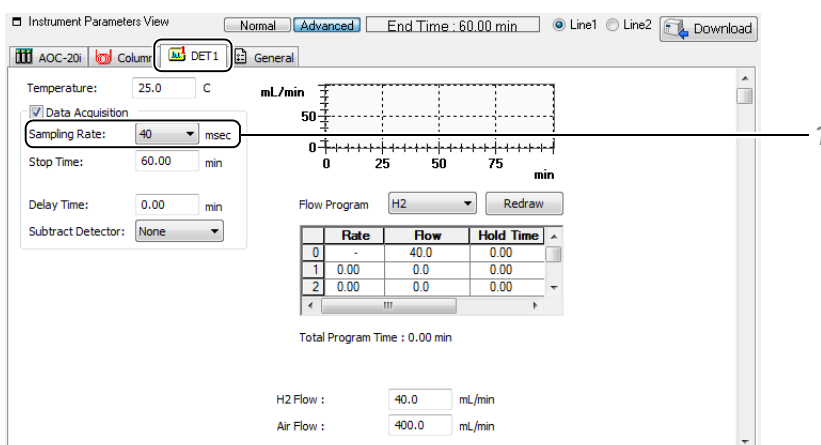 Instrument Parameters View Normal Advanced End Time : 60.00 min Line1 Line2 Download
AOC-20i Column DET1 General
Temperature: 25.0 C
Data Acquisition
Sampling Rate: 40 msec
Stop Time: 60.00 min
Delay Time: 0.00 min
Subtract Detector: None
mL/min
50
0
0 25 50 75
min
Flow Program H2 Redraw
Rate Flow Hold Time
0 - 40.0 0.00
1 0.00 0.0 0.00
2 0.00 0.0 0.00
Total Program Time : 0.00 min
H2 Flow : 40.0 mL/min
Air Flow : 400.0 mL/min